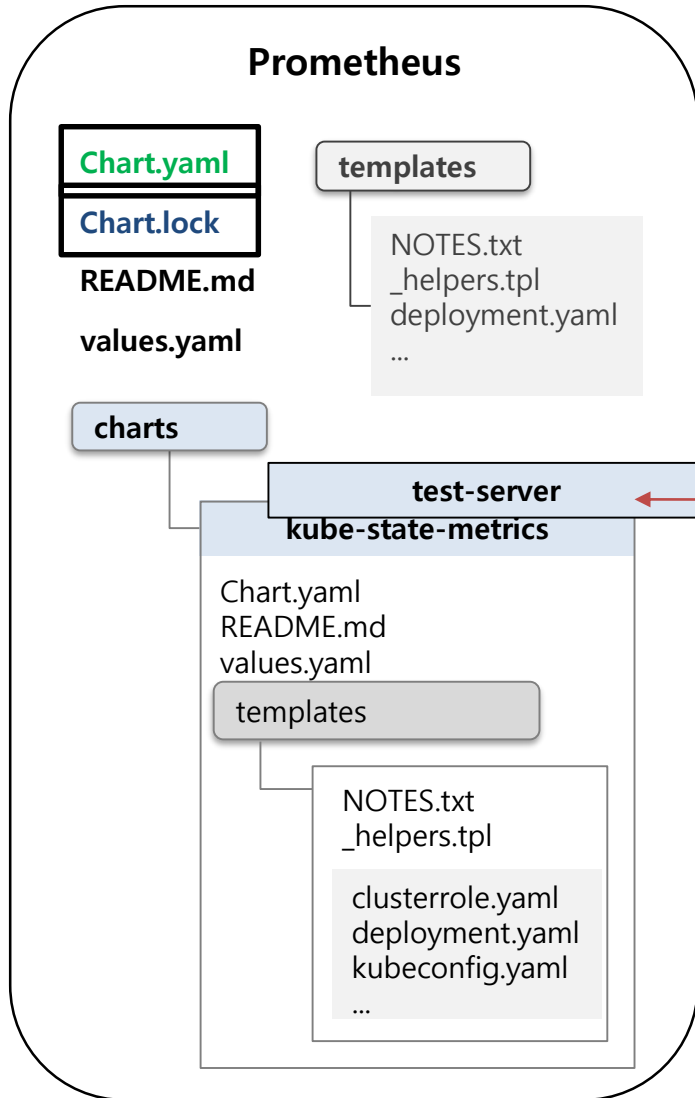 Prometheus
Chart.yaml
Chart.lock
README.md
values.yaml
templates
NOTES.txt
_helpers.tpl
deployment.yaml
...
charts
test-server
kube-state-metrics
Chart.yaml
README.md
values.yaml
templates
NOTES.txt
_helpers.tpl
clusterrole.yaml
deployment.yaml
kubeconfig.yaml
...